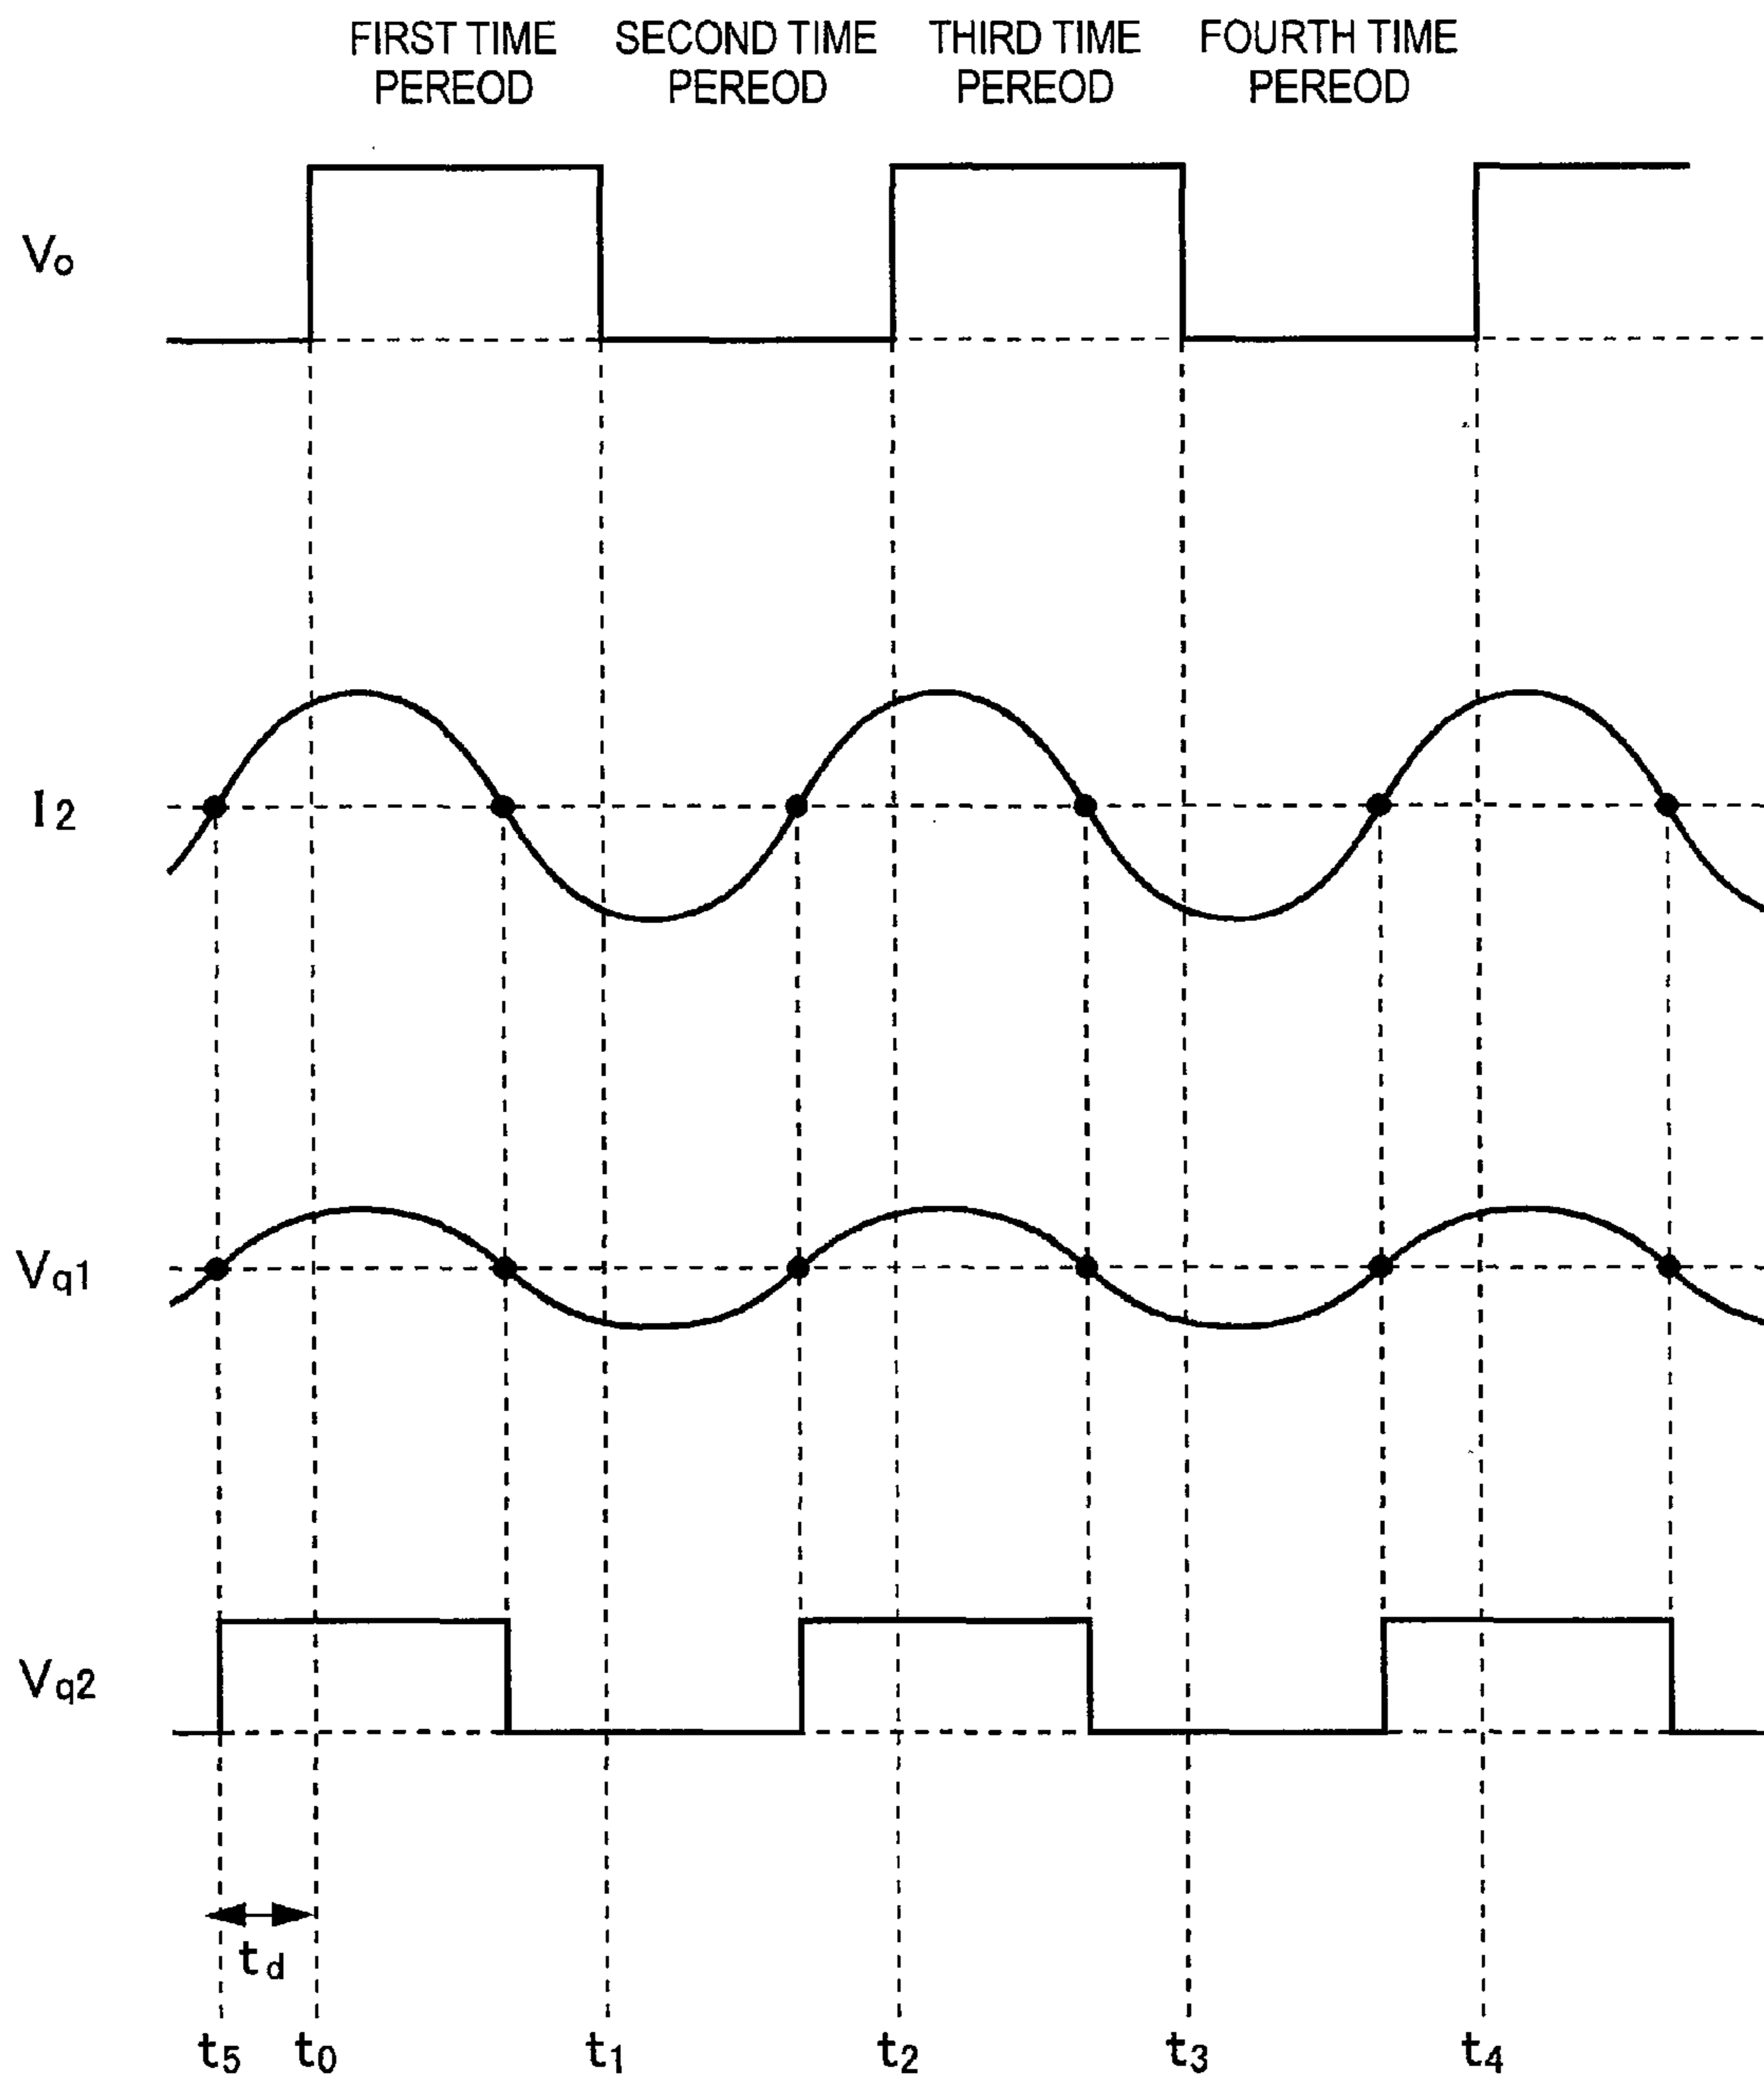 FIRST TIME PEREOD
SECOND TIME PEREOD
THIRD TIME PEREOD
FOURTH TIME PEREOD
Vo
I2
Vq1
Vq2
td
t5 t0 t1 t2 t3 t4